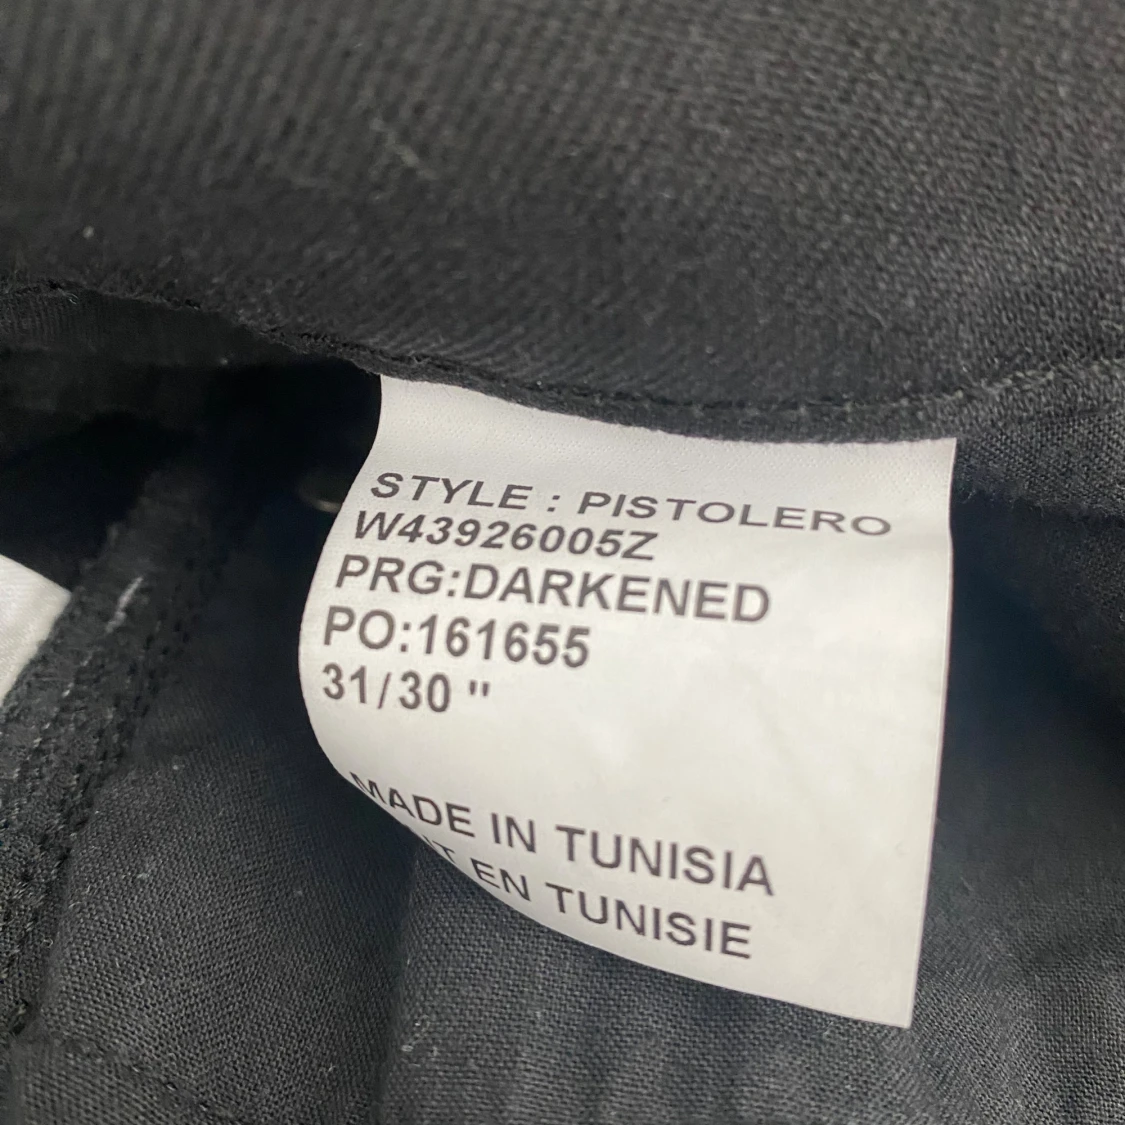 STYLE : PISTOLERO
W43926005Z
PRG:DARKENED
PO:161655
31/30 "
MADE IN TUNISIA
EN TUNISIE